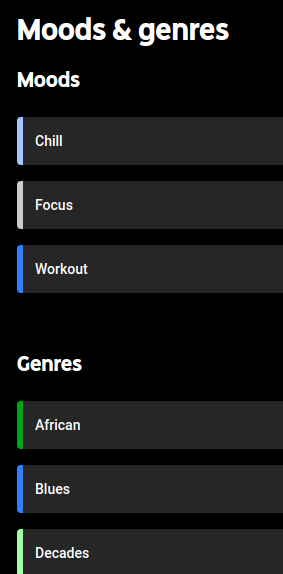 Moods & genres
Moods
Chill
Focus
Workout
Genres
African
Blues
Decades